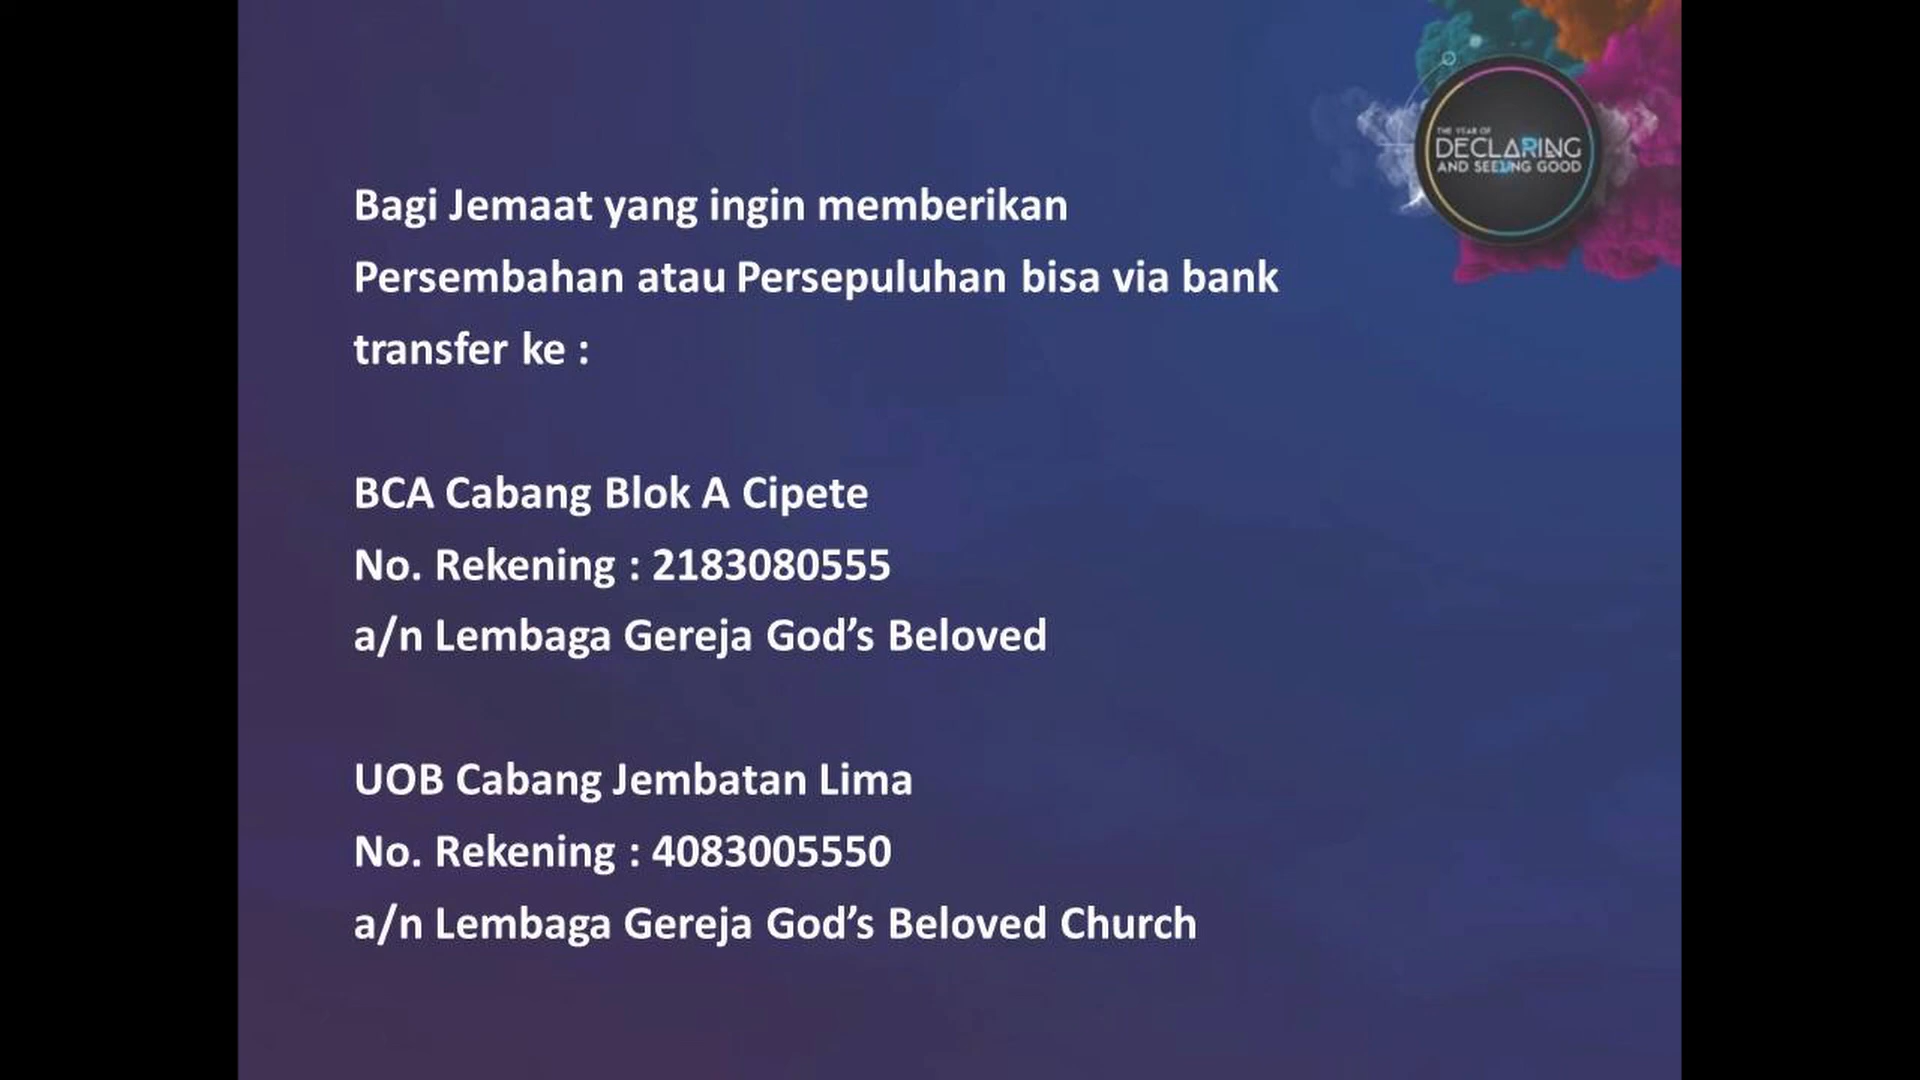 THE YEAR OF
DECLARING
AND SEEING GOOD
Bagi Jemaat yang ingin memberikan
Persembahan atau Persepuluhan bisa via bank
transfer ke :
BCA Cabang Blok A Cipete
No. Rekening : 2183080555
a/n Lembaga Gereja God’s Beloved
UOB Cabang Jembatan Lima
No. Rekening : 4083005550
a/n Lembaga Gereja God’s Beloved Church